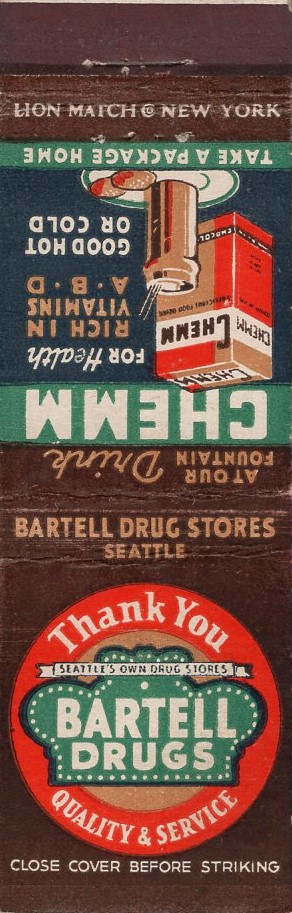 LION MATCH © NEW YORK
AT OUR FOUNTAIN Drink
CHEMM
FOR Health
RICH IN
VITAMINS
A·B·D
GOOD HOT
OR COLD
CHEMM
CHEMM
CHEMM
TAKE A PACKAGE HOME
BARTELL DRUG STORES
SEATTLE
Thank You
SEATTLE'S OWN DRUG STORES
BARTELL
DRUGS
QUALITY & SERVICE
CLOSE COVER BEFORE STRIKING